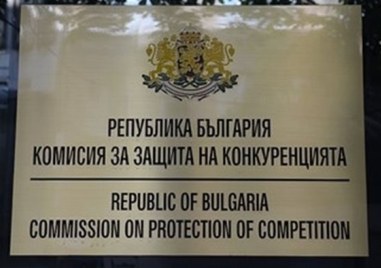 РЕПУБЛИКА БЪЛГАРИЯ
КОМИСИЯ ЗА ЗАЩИТА НА КОНКУРЕНЦИЯТА
REPUBLIC OF BULGARIA
COMMISSION ON PROTECTION OF COMPETITION